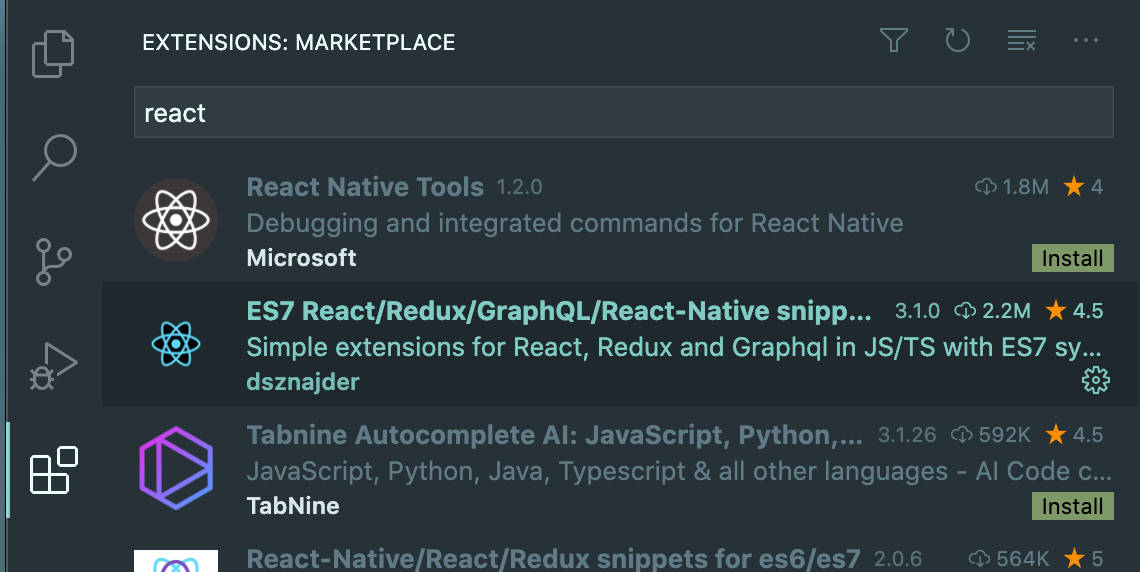 EXTENSIONS: MARKETPLACE
react
React Native Tools 1.2.0 1.8M 4
Debugging and integrated commands for React Native
Microsoft Install
ES7 React/Redux/GraphQL/React-Native snipp... 3.1.0 2.2M 4.5
Simple extensions for React, Redux and Graphql in JS/TS with ES7 sy...
dsznajder
Tabnine Autocomplete AI: JavaScript, Python,... 3.1.26 592K 4.5
JavaScript, Python, Java, Typescript & all other languages - AI Code c...
TabNine Install
React-Native/React/Redux snippets for es6/es7 2.0.6 564K 5